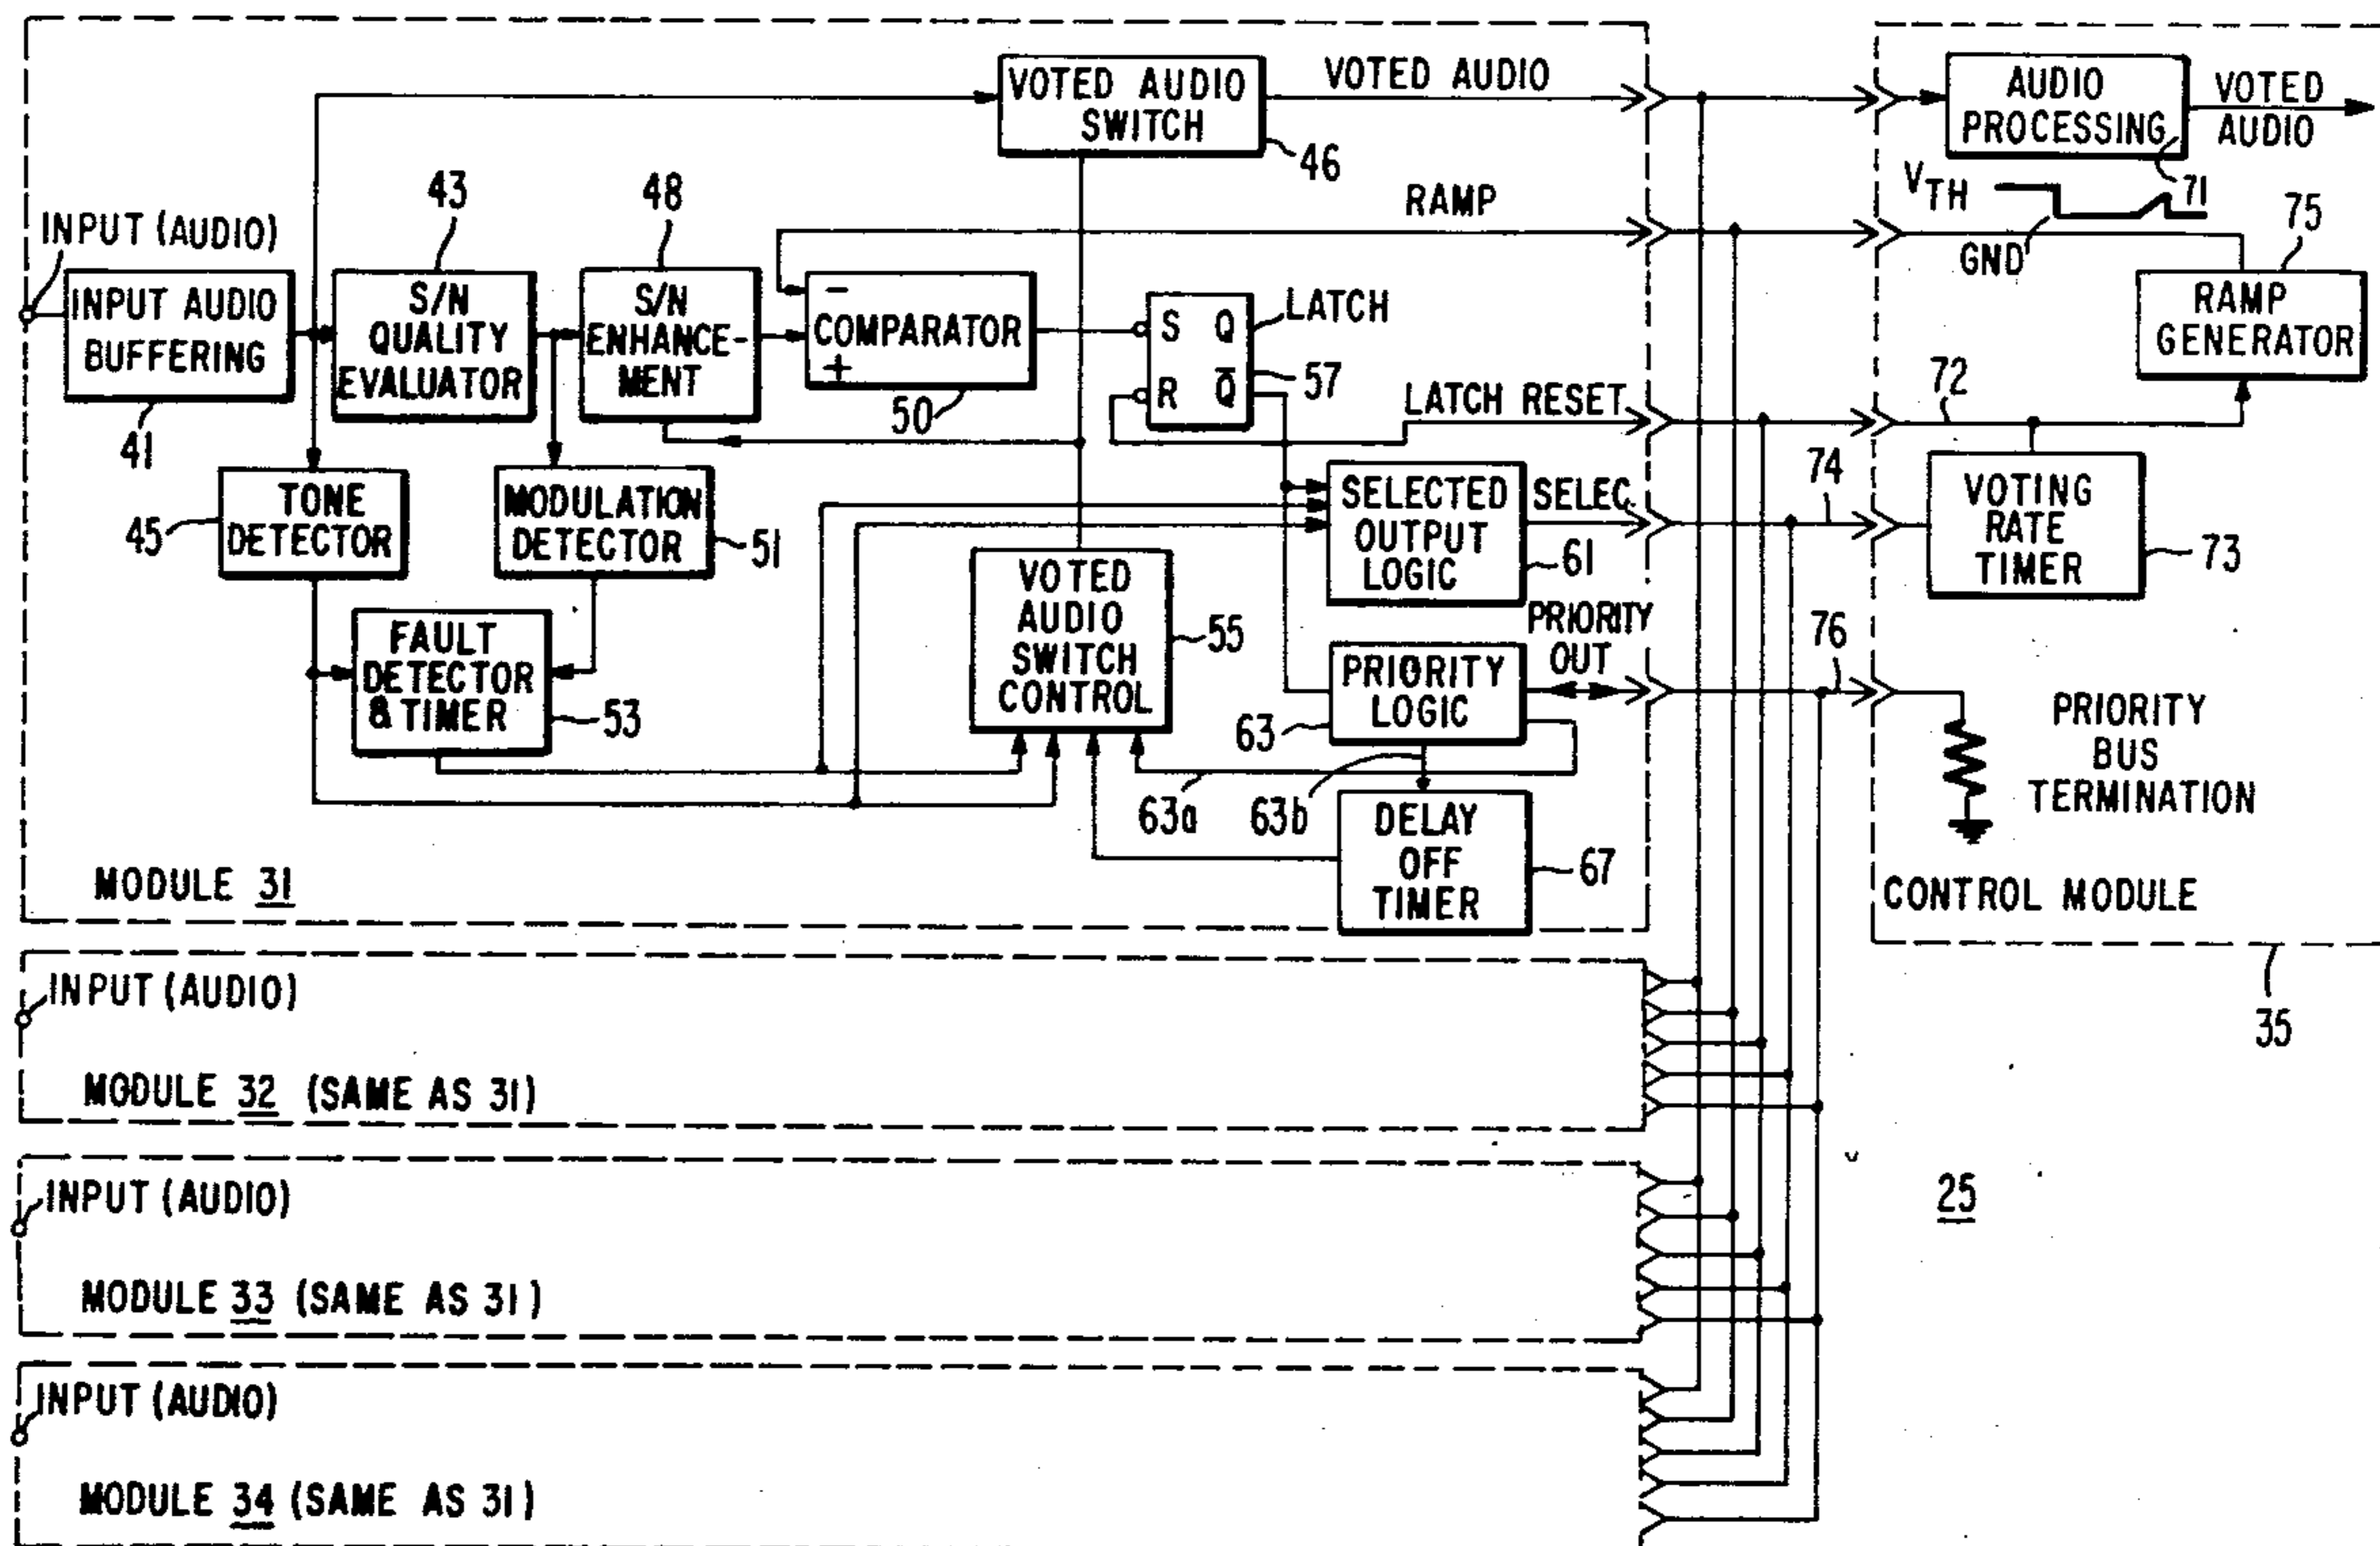 VOTED AUDIO
SWITCH
46
VOTED AUDIO
AUDIO
PROCESSING
71
VOTED
AUDIO
INPUT (AUDIO)
43
48
RAMP
VTH
GND
75
INPUT AUDIO
BUFFERING
41
S/N
QUALITY
EVALUATOR
S/N
ENHANCE-
MENT
-
COMPARATOR
+
50
S Q
R Q̅
LATCH
57
LATCH RESET
72
RAMP
GENERATOR
TONE
DETECTOR
45
MODULATION
DETECTOR
51
SELECTED
OUTPUT
LOGIC
61
SELEC.
74
VOTING
RATE
TIMER
73
FAULT
DETECTOR
& TIMER
53
VOTED
AUDIO
SWITCH
CONTROL
55
PRIORITY
LOGIC
63
PRIORITY
OUT
76
PRIORITY
BUS
TERMINATION
63a
63b
DELAY
OFF
TIMER
67
MODULE 31
CONTROL MODULE
35
INPUT (AUDIO)
MODULE 32 (SAME AS 31)
INPUT (AUDIO)
MODULE 33 (SAME AS 31)
25
INPUT (AUDIO)
MODULE 34 (SAME AS 31)